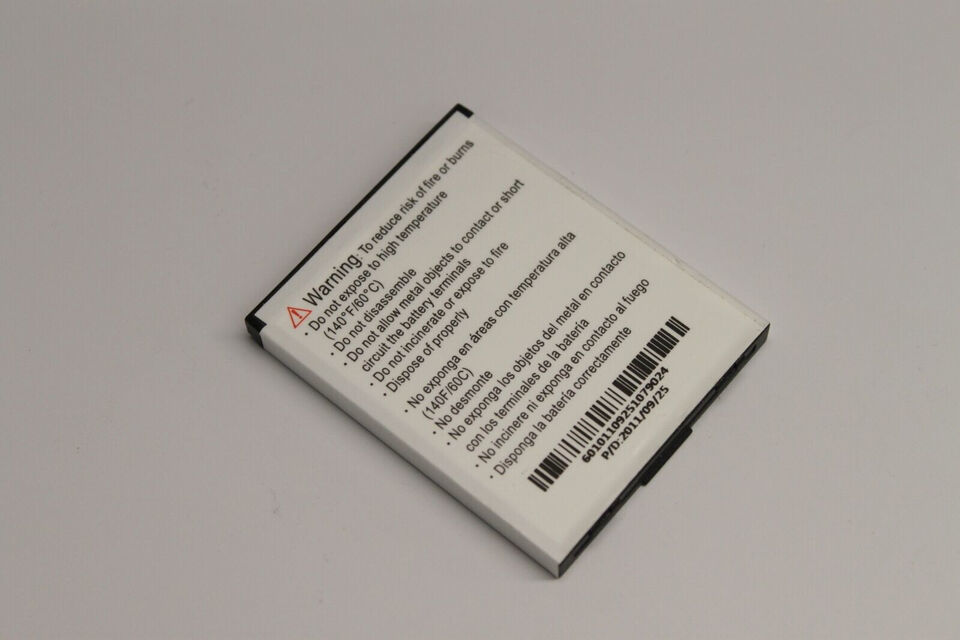 Warning: To reduce risk of fire or burns
· Do not expose to high temperature
(140°F/60°C)
· Do not disassemble
· Do not allow metal objects to contact or short
circuit the battery terminals
· Do not incinerate or expose to fire
· Dispose of properly
· No exponga en áreas con temperatura alta
(140F/60C)
· No desmonte
· No exponga los objetos del metal en contacto
con los terminales de la batería
· No incinere ni exponga en contacto al fuego
· Disponga la batería correctamente
60101109251079024
P/D:2011/09/25